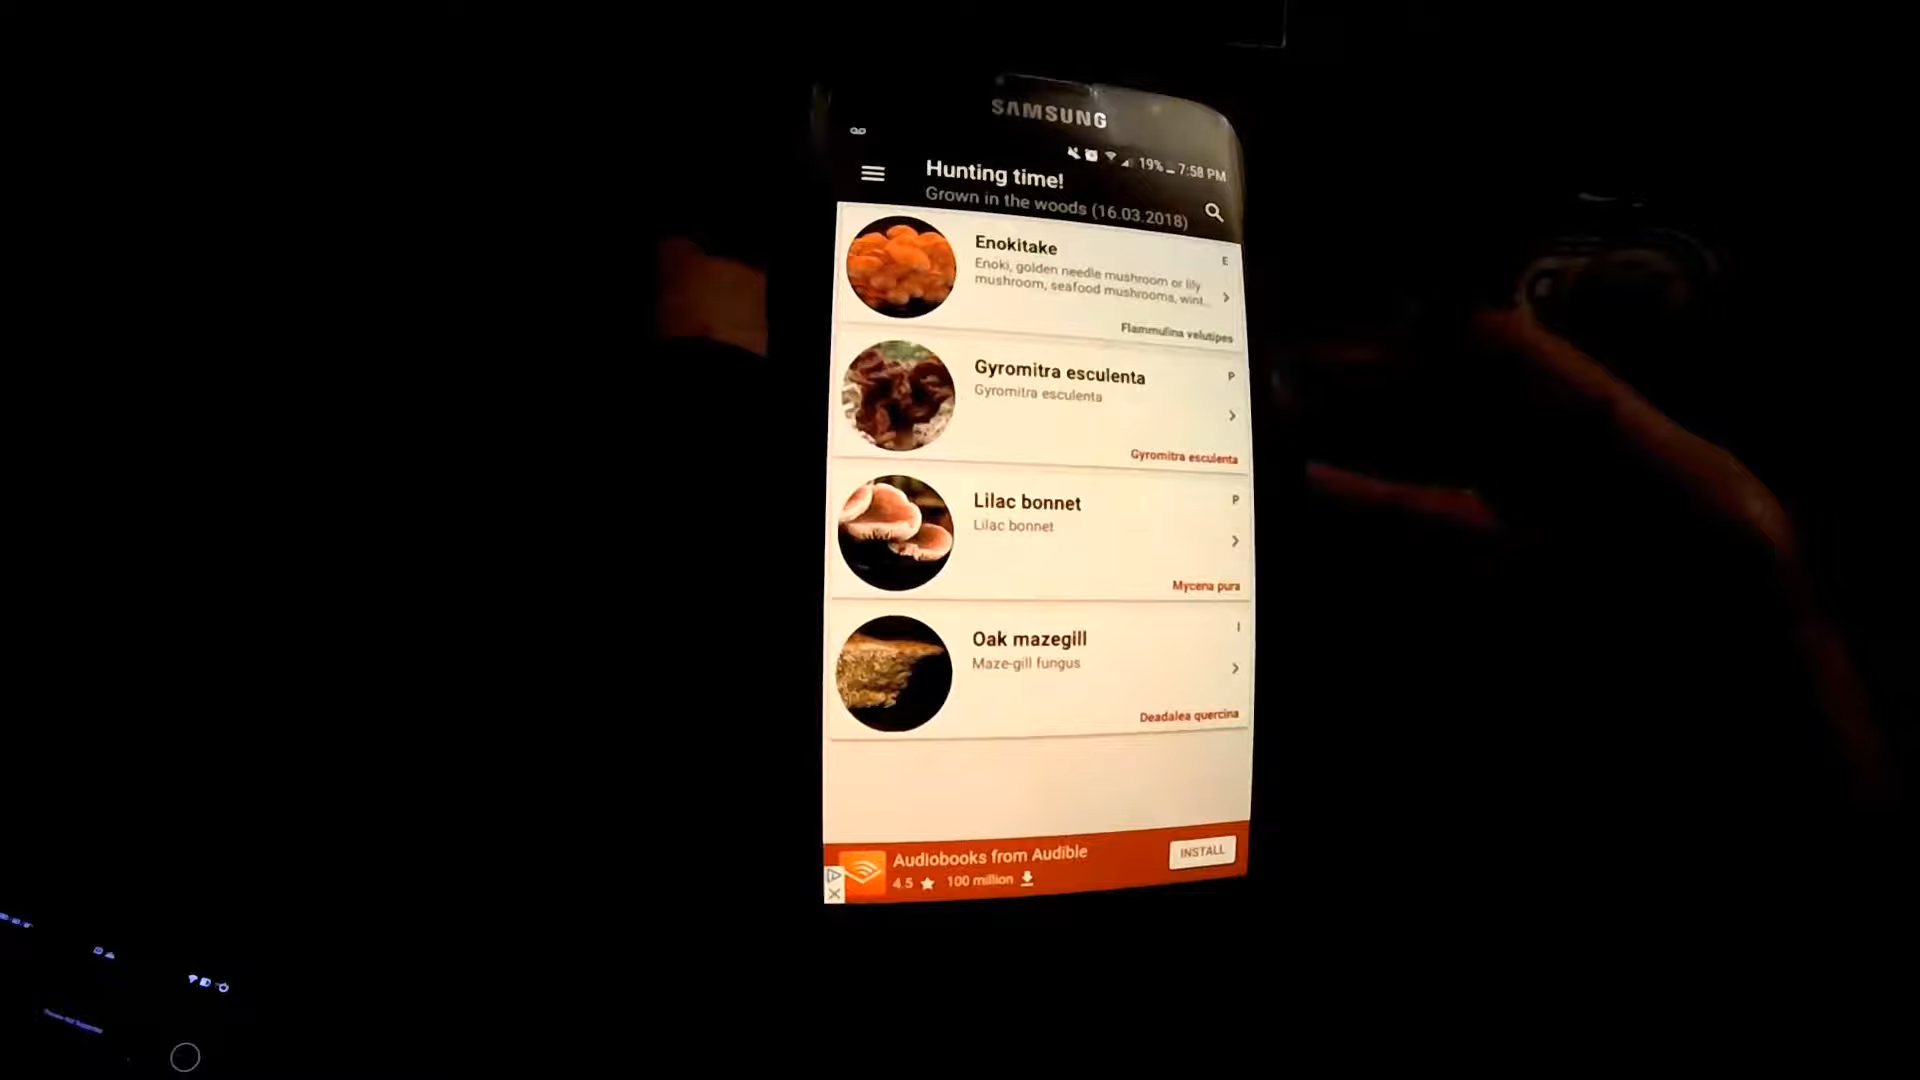 SAMSUNG
19% 7:58 PM
Hunting time!
Grown in the woods (16.03.2018)
Enokitake
E
Enoki, golden needle mushroom or lily
mushroom, seafood mushrooms, wint...
Flammulina velutipes
Gyromitra esculenta
P
Gyromitra esculenta
Gyromitra esculenta
Lilac bonnet
P
Lilac bonnet
Mycena pura
Oak mazegill
I
Maze-gill fungus
Deadalea quercina
Audiobooks from Audible
INSTALL
4.5 100 million